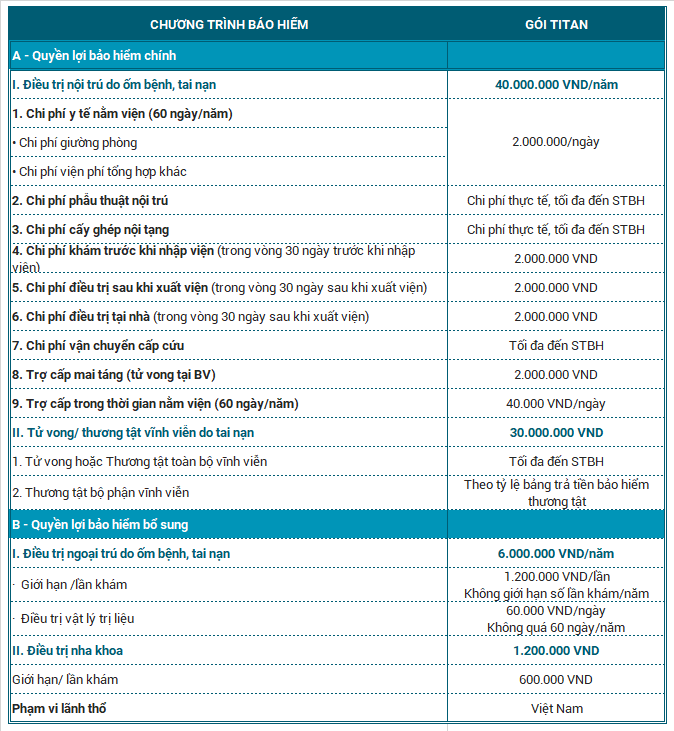 CHƯƠNG TRÌNH BẢO HIỂM
GÓI TITAN
A - Quyền lợi bảo hiểm chính
I. Điều trị nội trú do ốm bệnh, tai nạn
40.000.000 VND/năm
1. Chi phí y tế nằm viện (60 ngày/năm)
• Chi phí giường phòng
2.000.000/ngày
• Chi phí viện phí tổng hợp khác
2. Chi phí phẫu thuật nội trú
Chi phí thực tế, tối đa đến STBH
3. Chi phí cấy ghép nội tạng
Chi phí thực tế, tối đa đến STBH
4. Chi phí khám trước khi nhập viện (trong vòng 30 ngày trước khi nhập
viện)
2.000.000 VND
5. Chi phí điều trị sau khi xuất viện (trong vòng 30 ngày sau khi xuất viện)
2.000.000 VND
6. Chi phí điều trị tại nhà (trong vòng 30 ngày sau khi xuất viện)
2.000.000 VND
7. Chi phí vận chuyển cấp cứu
Tối đa đến STBH
8. Trợ cấp mai táng (tử vong tại BV)
2.000.000 VND
9. Trợ cấp trong thời gian nằm viện (60 ngày/năm)
40.000 VND/ngày
II. Tử vong/ thương tật vĩnh viễn do tai nạn
30.000.000 VND
1. Tử vong hoặc Thương tật toàn bộ vĩnh viễn
Tối đa đến STBH
2. Thương tật bộ phận vĩnh viễn
Theo tỷ lệ bảng trả tiền bảo hiểm
thương tật
B - Quyền lợi bảo hiểm bổ sung
I. Điều trị ngoại trú do ốm bệnh, tai nạn
6.000.000 VND/năm
· Giới hạn /lần khám
1.200.000 VND/lần
Không giới hạn số lần khám/năm
· Điều trị vật lý trị liệu
60.000 VND/ngày
Không quá 60 ngày/năm
II. Điều trị nha khoa
1.200.000 VND
Giới hạn/ lần khám
600.000 VND
Phạm vi lãnh thổ
Việt Nam